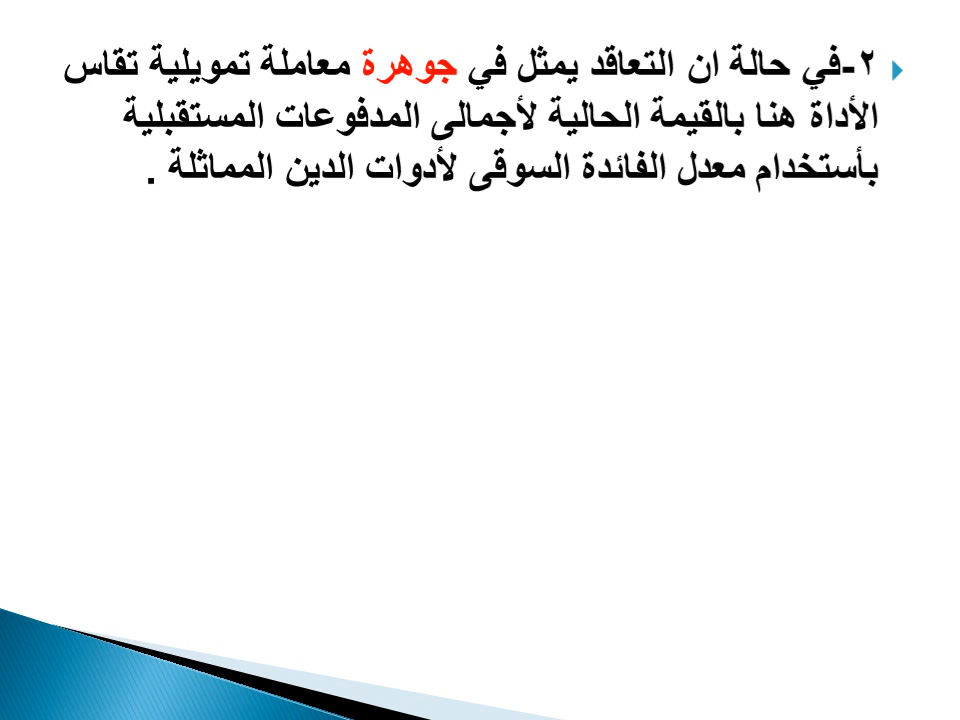 ٢-في حالة ان التعاقد يمثل في جوهرة معاملة تمويلية تقاس
الأداة هنا بالقيمة الحالية لأجمالى المدفوعات المستقبلية
بأستخدام معدل الفائدة السوقى لأدوات الدين المماثلة .